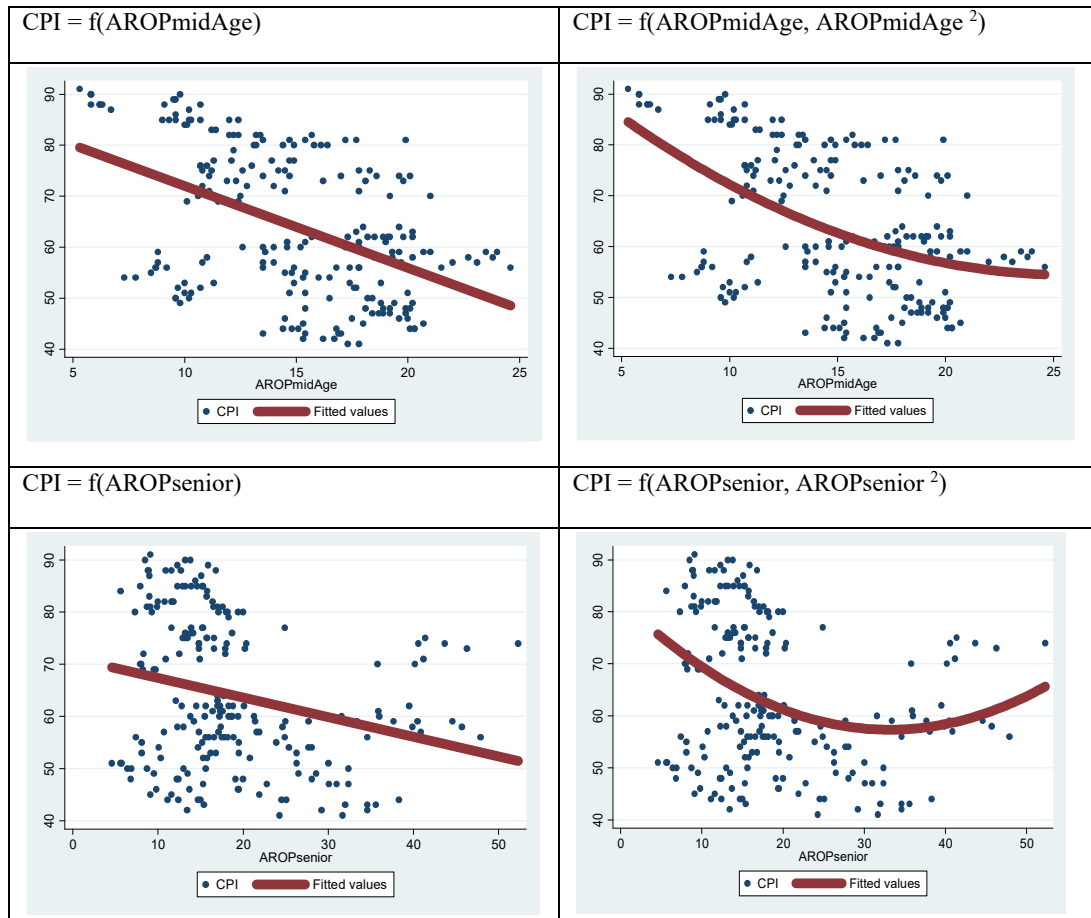 CPI = f(AROPmidAge)
CPI = f(AROPmidAge, AROPmidAge ²)
90
80
70
60
50
40
5 10 15 20 25
AROPmidAge
CPI Fitted values
90
80
70
60
50
40
5 10 15 20 25
AROPmidAge
CPI Fitted values
CPI = f(AROPsenior)
CPI = f(AROPsenior, AROPsenior ²)
90
80
70
60
50
40
0 10 20 30 40 50
AROPsenior
CPI Fitted values
90
80
70
60
50
40
0 10 20 30 40 50
AROPsenior
CPI Fitted values